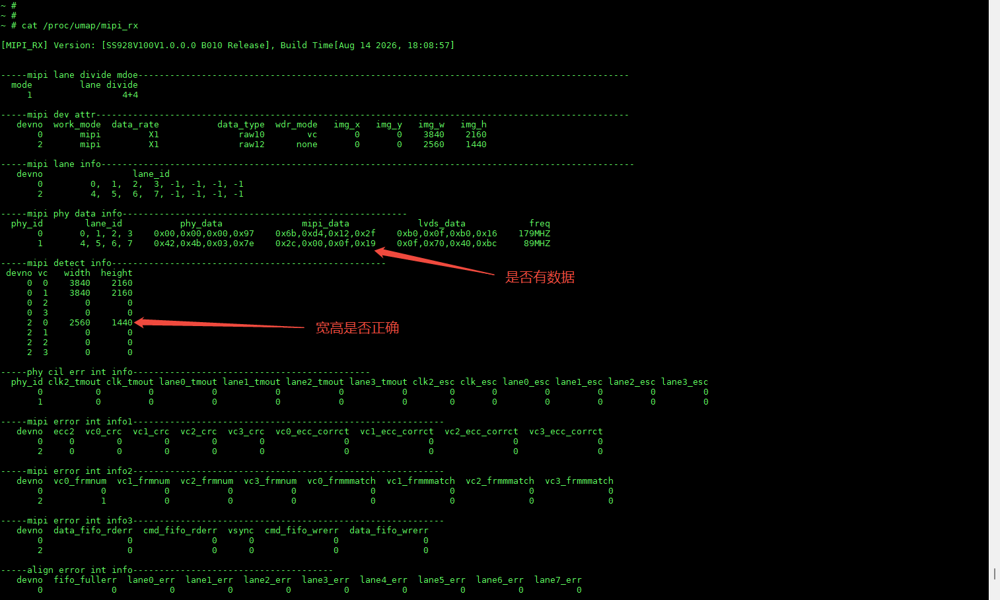 ~ #
~ #
~ # cat /proc/umap/mipi_rx
[MIPI_RX] Version: [SS928V100V1.0.0.0 B010 Release], Build Time[Aug 14 2026, 18:08:57]
-----mipi lane divide mdoe---------------------------------------------------------------------------------------------
mode lane divide
1 4+4
-----mipi dev attr-----------------------------------------------------------------------------------------------------
devno work_mode data_rate data_type wdr_mode img_x img_y img_w img_h
0 mipi X1 raw10 vc 0 0 3840 2160
2 mipi X1 raw12 none 0 0 2560 1440
-----mipi lane info-----------------------------------------------------------------------------------------------------
devno lane_id
0 0, 1, 2, 3, -1, -1, -1, -1
2 4, 5, 6, 7, -1, -1, -1, -1
-----mipi phy data info------------------------------------------------------
phy_id lane_id phy_data mipi_data lvds_data freq
0 0, 1, 2, 3 0x00,0x00,0x00,0x97 0x6b,0xd4,0x12,0x2f 0xb0,0x0f,0xb0,0x16 179MHZ
1 4, 5, 6, 7 0x42,0x4b,0x03,0x7e 0x2c,0x00,0x0f,0x19 0x0f,0x70,0x40,0xbc 89MHZ
-----mipi detect info----------------------------------------------------
devno vc width height
是否有数据
0 0 3840 2160
0 1 3840 2160
0 2 0 0
0 3 0 0
2 0 2560 1440
宽高是否正确
2 1 0 0
2 2 0 0
2 3 0 0
-----phy cil err int info---------------------------------------------
phy_id clk2_tmout clk_tmout lane0_tmout lane1_tmout lane2_tmout lane3_tmout clk2_esc clk_esc lane0_esc lane1_esc lane2_esc lane3_esc
0 0 0 0 0 0 0 0 0 0 0 0 0
1 0 0 0 0 0 0 0 0 0 0 0 0
-----mipi error int info1-----------------------------------------------------------
devno ecc2 vc0_crc vc1_crc vc2_crc vc3_crc vc0_ecc_corrct vc1_ecc_corrct vc2_ecc_corrct vc3_ecc_corrct
0 0 0 0 0 0 0 0 0 0
2 0 0 0 0 0 0 0 0 0
-----mipi error int info2-----------------------------------------------------------
devno vc0_frmnum vc1_frmnum vc2_frmnum vc3_frmnum vc0_frmmmatch vc1_frmmmatch vc2_frmmmatch vc3_frmmmatch
0 0 0 0 0 0 0 0 0
2 1 0 0 0 0 0 0 0
-----mipi error int info3-----------------------------------------------------------
devno data_fifo_rderr cmd_fifo_rderr vsync cmd_fifo_wrerr data_fifo_wrerr
0 0 0 0 0 0
2 0 0 0 0 0
-----align error int info--------------------------------------
devno fifo_fullerr lane0_err lane1_err lane2_err lane3_err lane4_err lane5_err lane6_err lane7_err
0 0 0 0 0 0 0 0 0 0